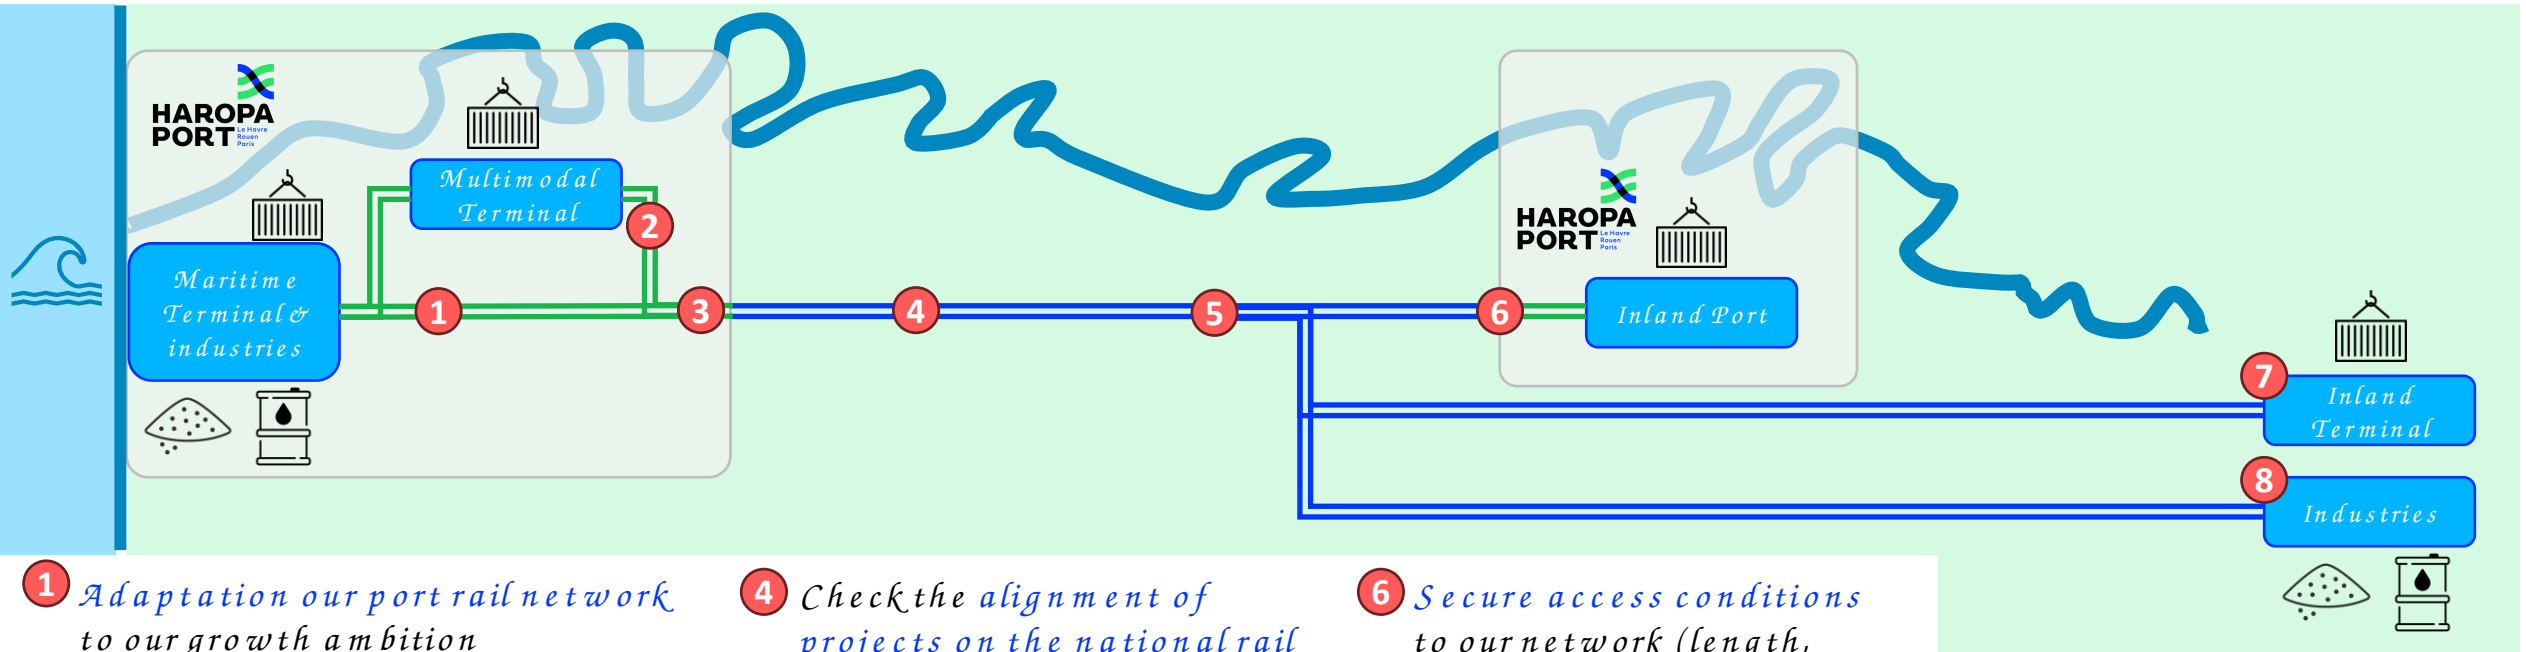 HAROPA
PORT
Le Havre
Rouen
Paris
Multimodal
Terminal
2
Maritime
Terminal &
industries
1
3
4
5
6
HAROPA
PORT
Le Havre
Rouen
Paris
Inland Port
7
Inland
Terminal
8
Industries
1 Adaptation our port rail network
to our growth ambition
4 Check the alignment of
projects on the national rail
6 Secure access conditions
to our network (length,